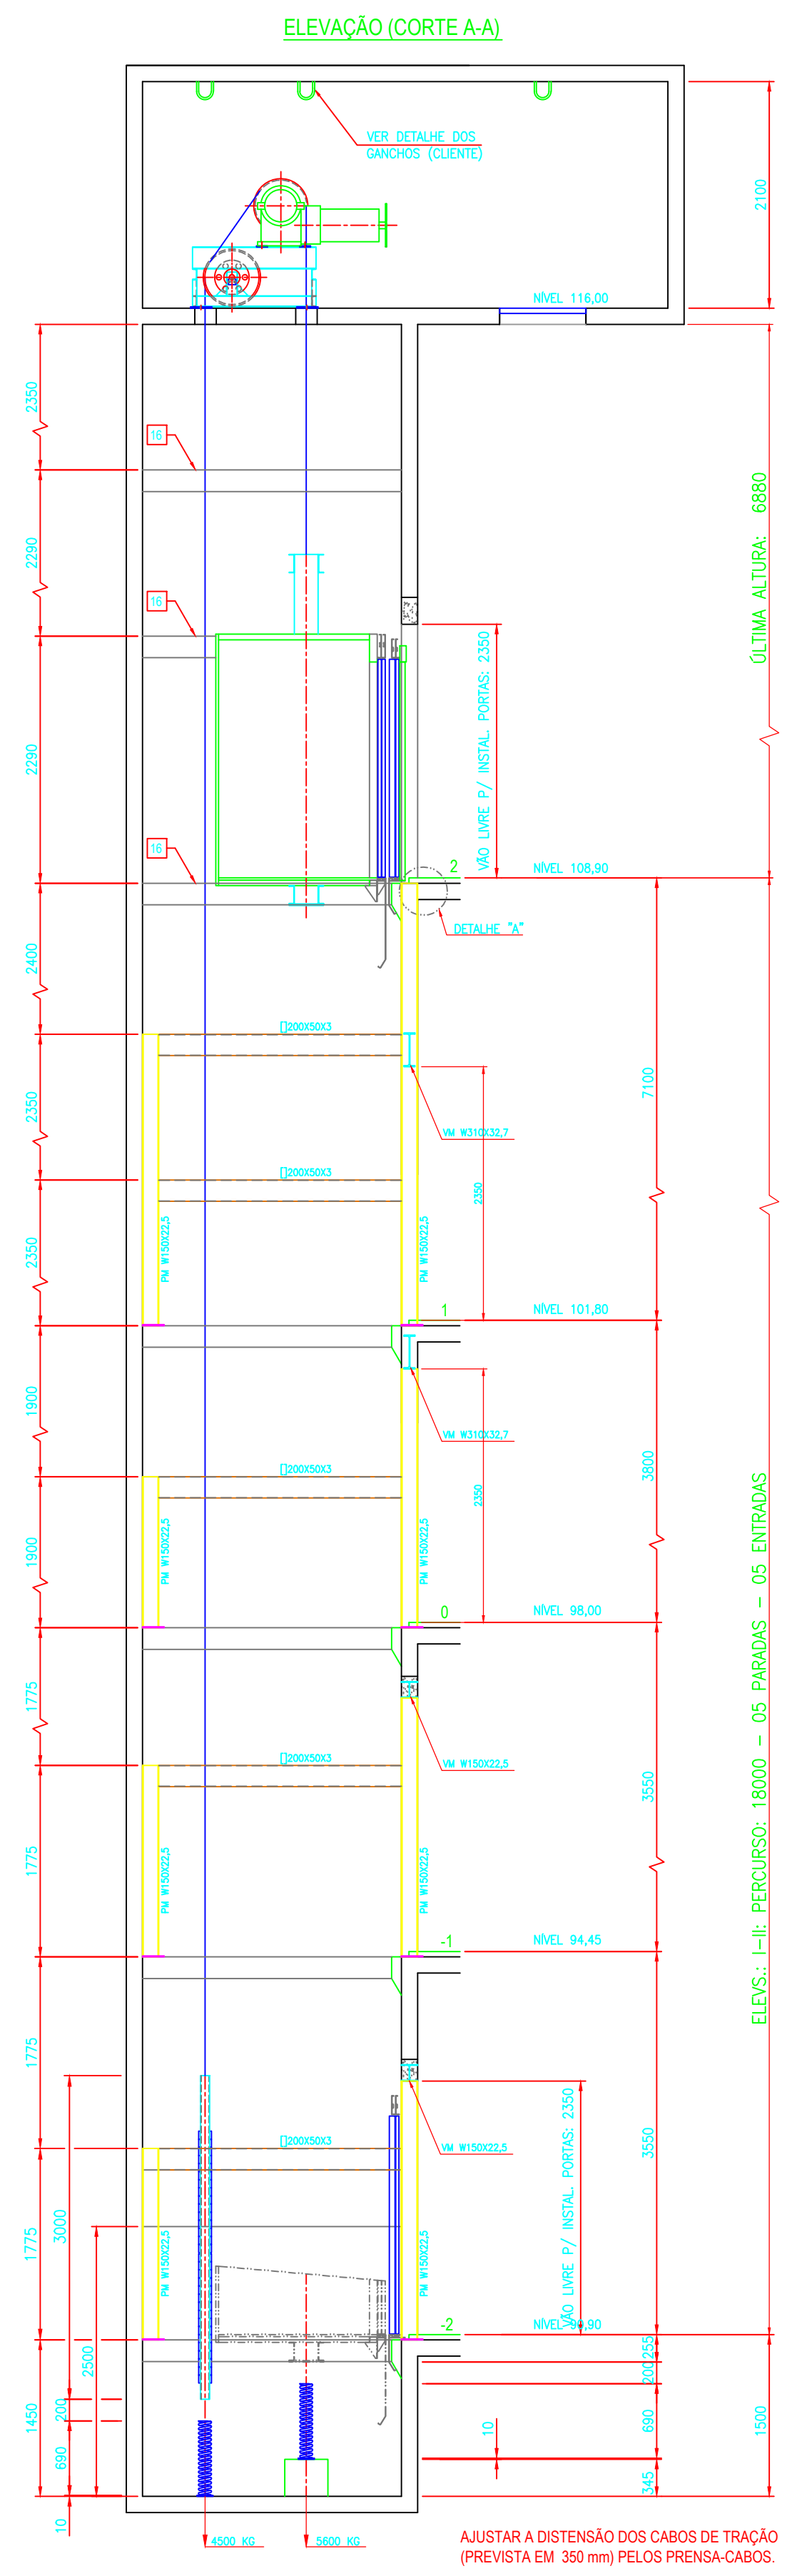 ELEVAÇÃO (CORTE A-A)
VER DETALHE DOS
GANCHOS (CLIENTE)
2100
NÍVEL 116,00
2350
16
2290
16
ÚLTIMA ALTURA: 6880
VÃO LIVRE P/ INSTAL. PORTAS: 2350
2290
16
2
NÍVEL 108,90
DETALHE "A"
2400
200X50X3
7100
2350
VM W310X32,7
200X50X3
2350
2350
PM W150X22,5
PM W150X22,5
1
NÍVEL 101,80
1900
VM W310X32,7
3800
200X50X3
2350
1900
PM W150X22,5
PM W150X22,5
0
NÍVEL 98,00
ELEVS.: I-II: PERCURSO: 18000 - 05 PARADAS - 05 ENTRADAS
1775
200X50X3
VM W150X22,5
3550
1775
PM W150X22,5
PM W150X22,5
-1
NÍVEL 94,45
1775
200X50X3
VM W150X22,5
VÃO LIVRE P/ INSTAL. PORTAS: 2350
3550
3000
1775
PM W150X22,5
PM W150X22,5
-2
NÍVEL 90,90
2500
1450
200
690
10
255
200
690
345
10
1500
4500 KG
5600 KG
AJUSTAR A DISTENSÃO DOS CABOS DE TRAÇÃO
(PREVISTA EM 350 mm) PELOS PRENSA-CABOS.